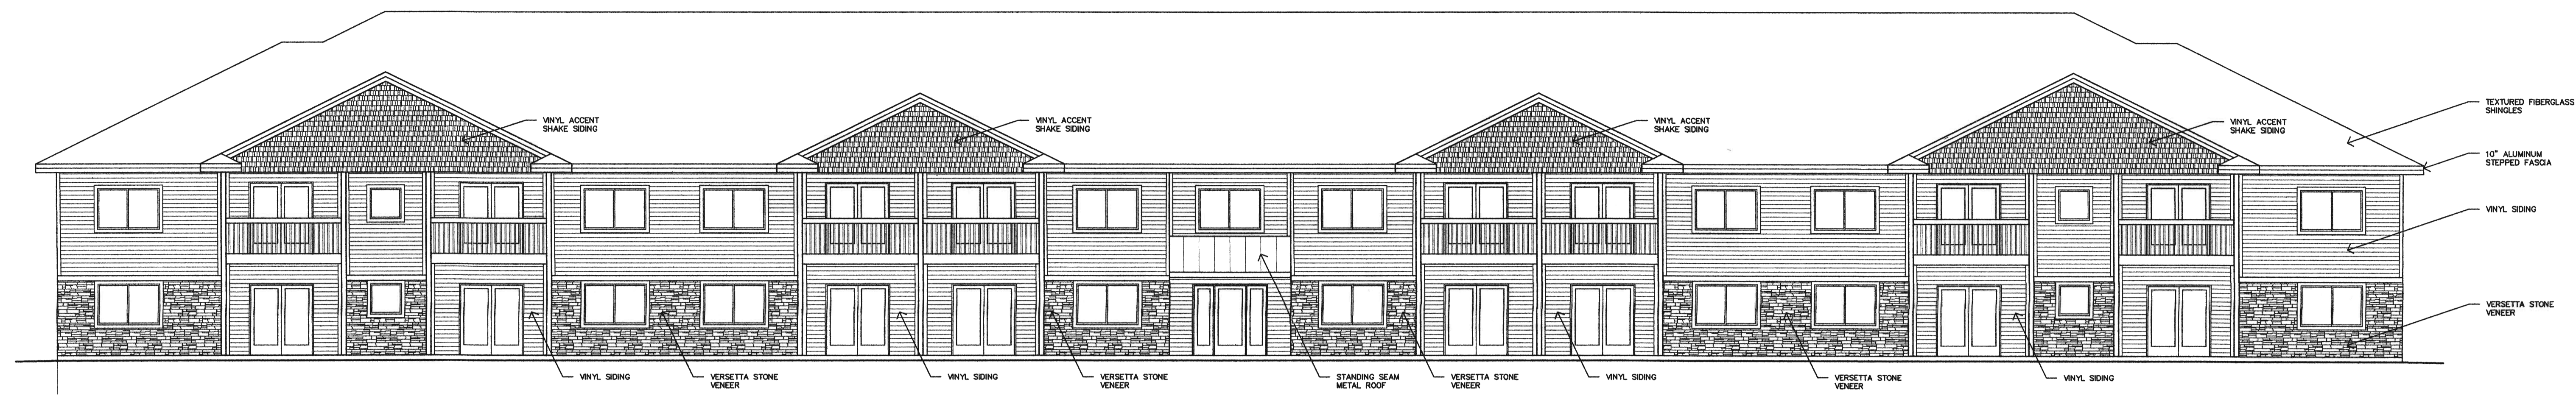 VINYL ACCENT
SHAKE SIDING
VINYL ACCENT
SHAKE SIDING
VINYL ACCENT
SHAKE SIDING
VINYL ACCENT
SHAKE SIDING
TEXTURED FIBERGLASS
SHINGLES
10" ALUMINUM
STEPPED FASCIA
VINYL SIDING
VERSETTA STONE
VENEER
VINYL SIDING
VERSETTA STONE
VENEER
VINYL SIDING
VERSETTA STONE
VENEER
STANDING SEAM
METAL ROOF
VERSETTA STONE
VENEER
VINYL SIDING
VERSETTA STONE
VENEER
VINYL SIDING